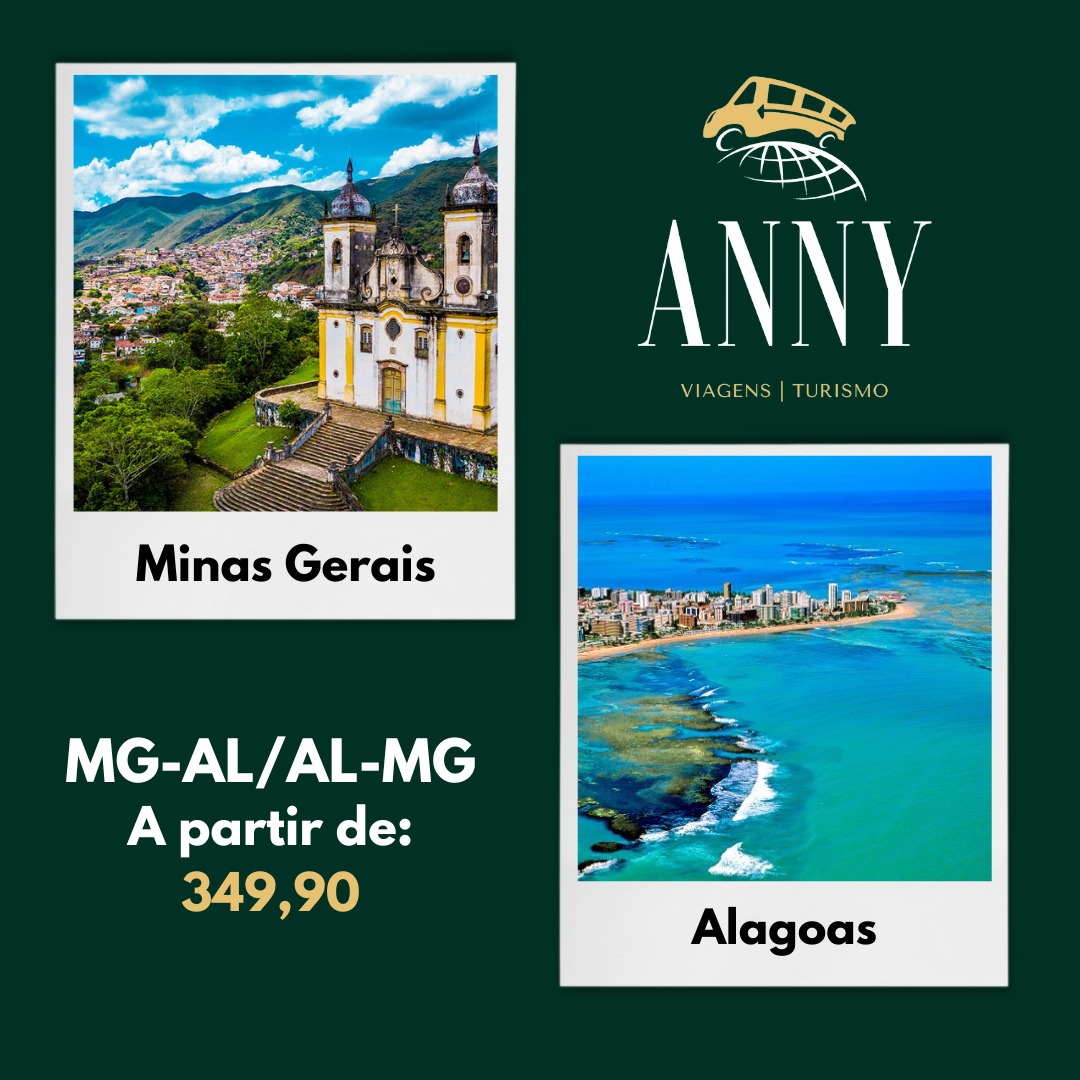 ANNY
VIAGENS | TURISMO
Minas Gerais
MG-AL/AL-MG
A partir de:
349,90
Alagoas